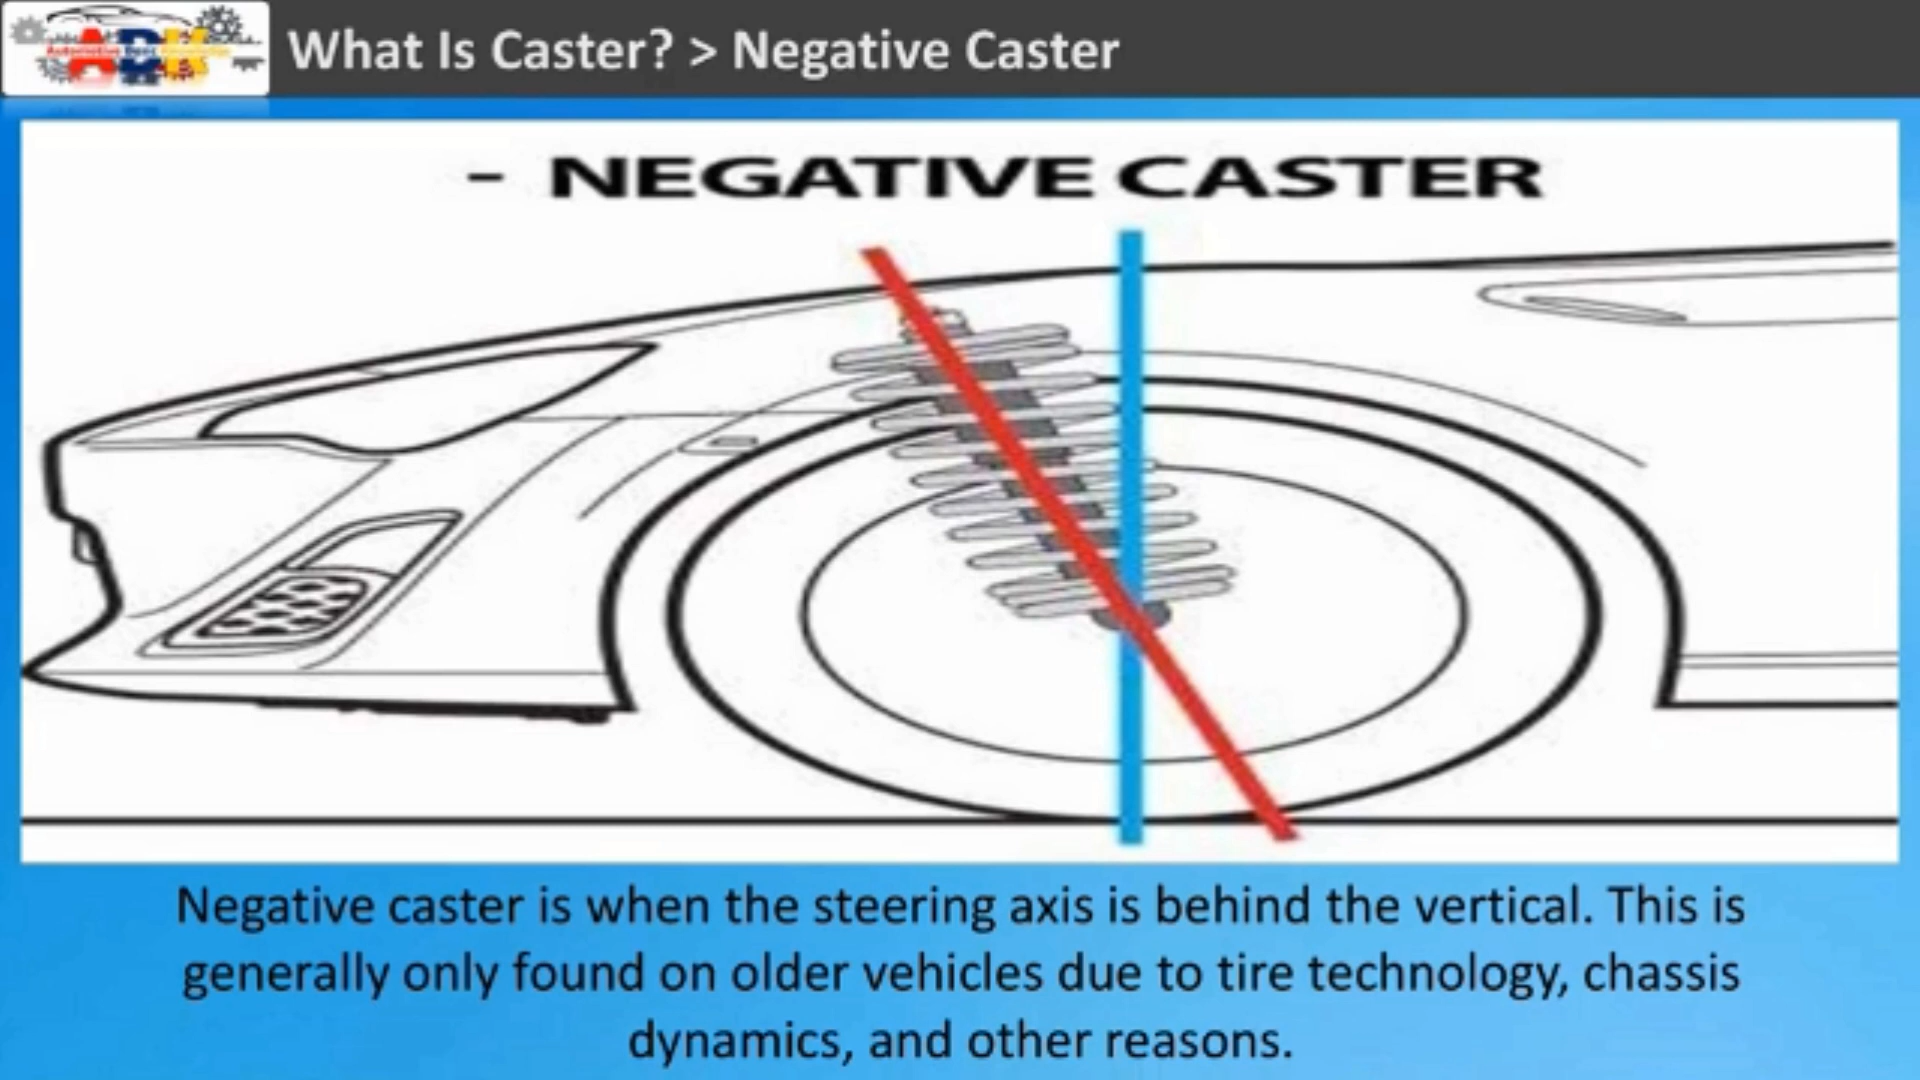 What Is Caster? > Negative Caster
- NEGATIVE CASTER
Negative caster is when the steering axis is behind the vertical. This is
generally only found on older vehicles due to tire technology, chassis
dynamics, and other reasons.